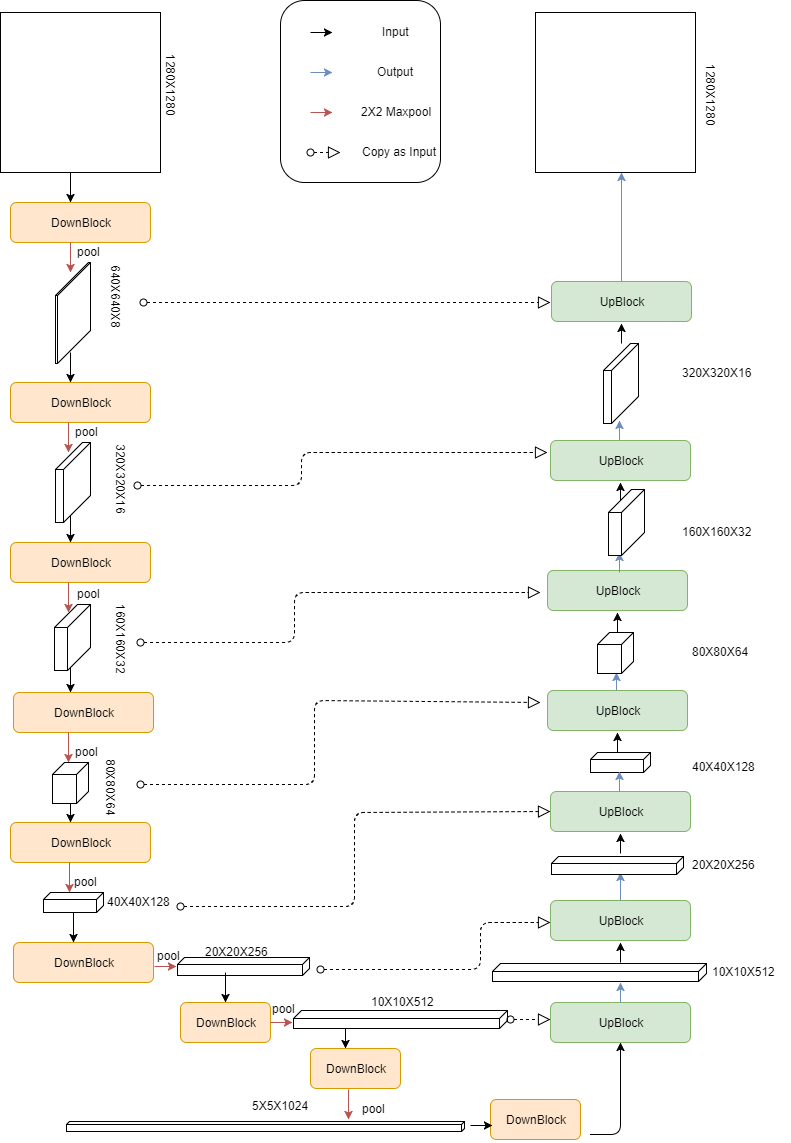 Input
Output
2X2 Maxpool
Copy as Input
1280X1280
DownBlock
pool
640X640X8
DownBlock
pool
320X320X16
DownBlock
pool
160X160X32
DownBlock
pool
80X80X64
DownBlock
pool
40X40X128
DownBlock
pool
20X20X256
DownBlock
pool
10X10X512
DownBlock
pool
5X5X1024
DownBlock
1280X1280
UpBlock
320X320X16
UpBlock
160X160X32
UpBlock
80X80X64
UpBlock
40X40X128
UpBlock
20X20X256
UpBlock
10X10X512
UpBlock